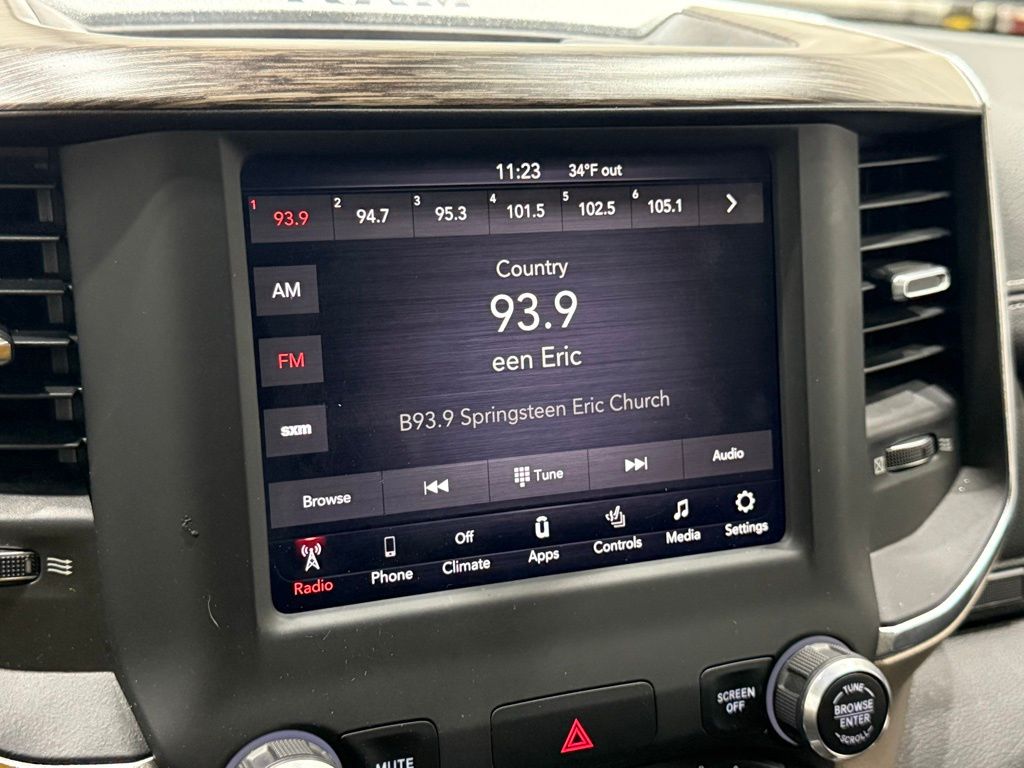 11:23 34°F out
1 93.9 2 94.7 3 95.3 4 101.5 5 102.5 6 105.1
Country
AM
93.9
FM
een Eric
B93.9 Springsteen Eric Church
sxm
Browse Tune Audio
Off
Radio Phone Climate Apps Controls Media Settings
SCREEN
OFF
TUNE
BROWSE
ENTER
SCROLL
MUTE